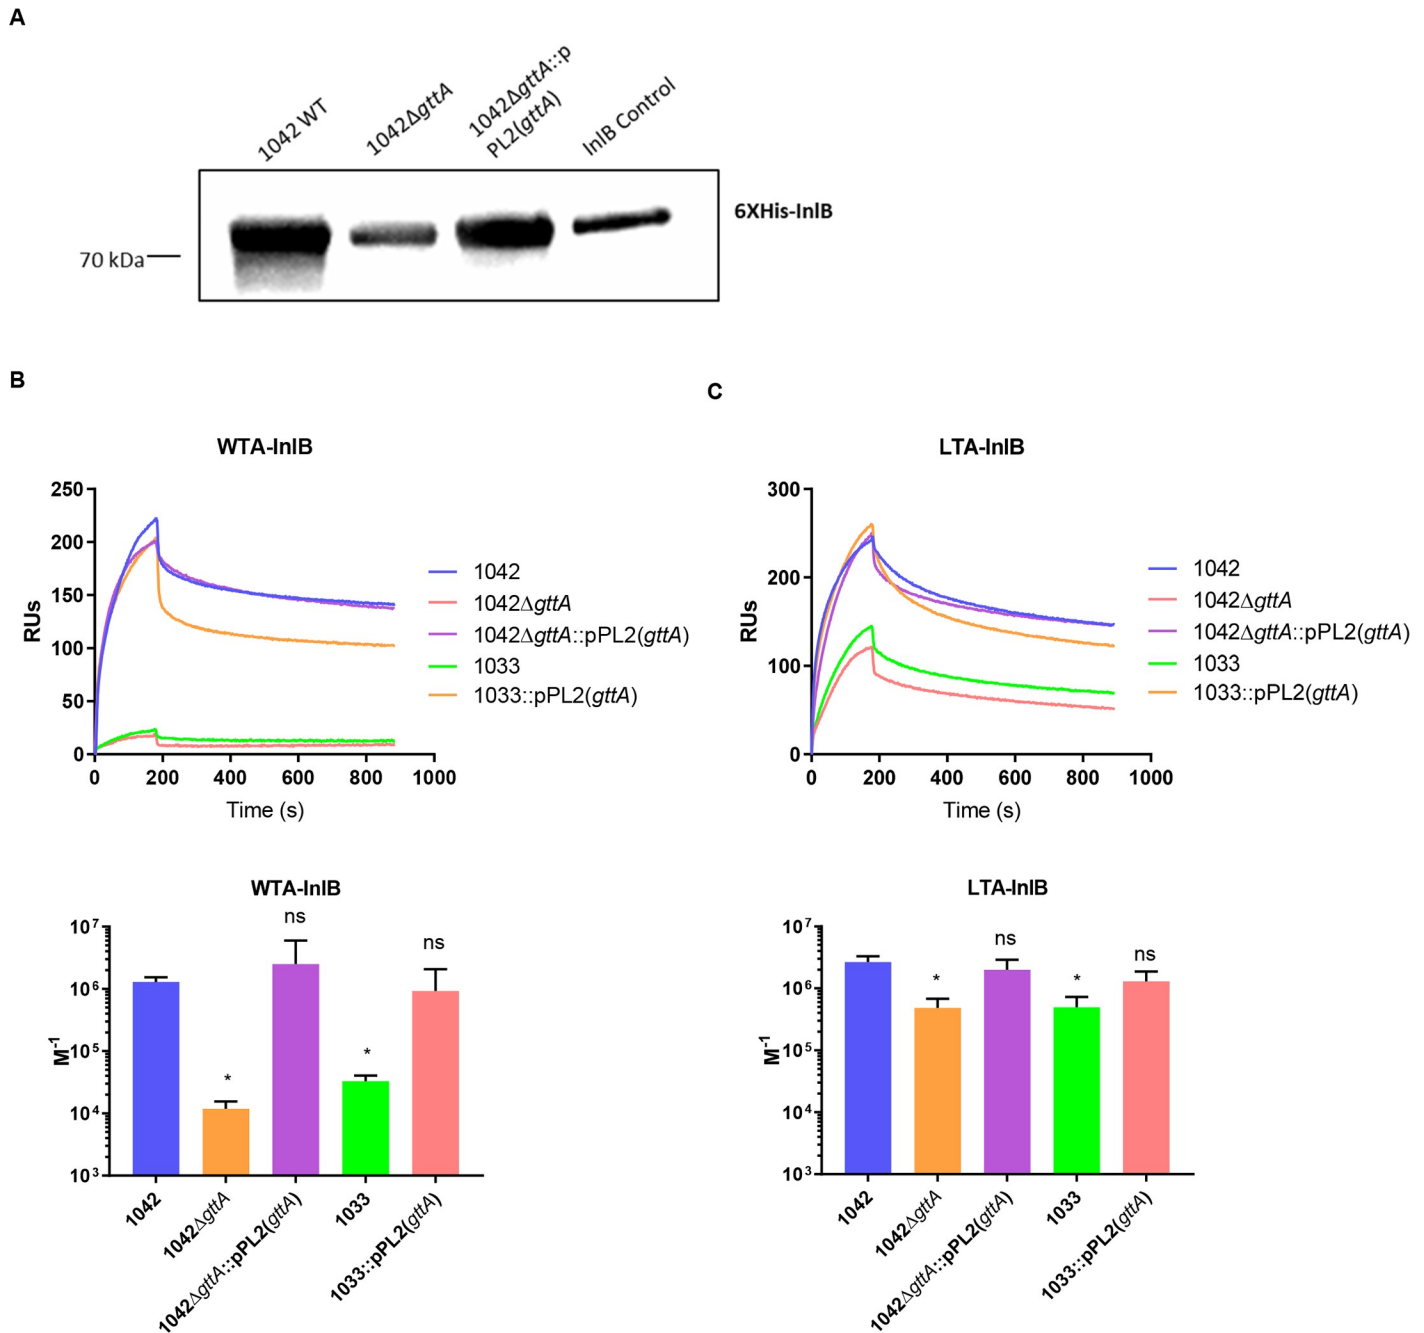 A
1042 WT
1042ΔgttA
1042ΔgttA::p
PL2(gttA)
InlB Control
6XHis-InlB
70 kDa
B
WTA-InlB
250
200
150
100
50
0
RUs
0 200 400 600 800 1000
Time (s)
1042
1042ΔgttA
1042ΔgttA::pPL2(gttA)
1033
1033::pPL2(gttA)
C
LTA-InlB
300
200
100
0
RUs
0 200 400 600 800 1000
Time (s)
1042
1042ΔgttA
1042ΔgttA::pPL2(gttA)
1033
1033::pPL2(gttA)
WTA-InlB
10⁷
10⁶
10⁵
10⁴
10³
M⁻¹
*
ns
*
ns
1042
1042ΔgttA
1042ΔgttA::pPL2(gttA)
1033
1033::pPL2(gttA)
LTA-InlB
10⁷
10⁶
10⁵
10⁴
10³
M⁻¹
*
ns
*
ns
1042
1042ΔgttA
1042ΔgttA::pPL2(gttA)
1033
1033::pPL2(gttA)